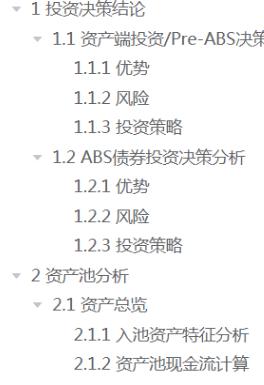 1 投资决策结论
1.1 资产端投资/Pre-ABS决策
1.1.1 优势
1.1.2 风险
1.1.3 投资策略
1.2 ABS债券投资决策分析
1.2.1 优势
1.2.2 风险
1.2.3 投资策略
2 资产池分析
2.1 资产总览
2.1.1 入池资产特征分析
2.1.2 资产池现金流计算